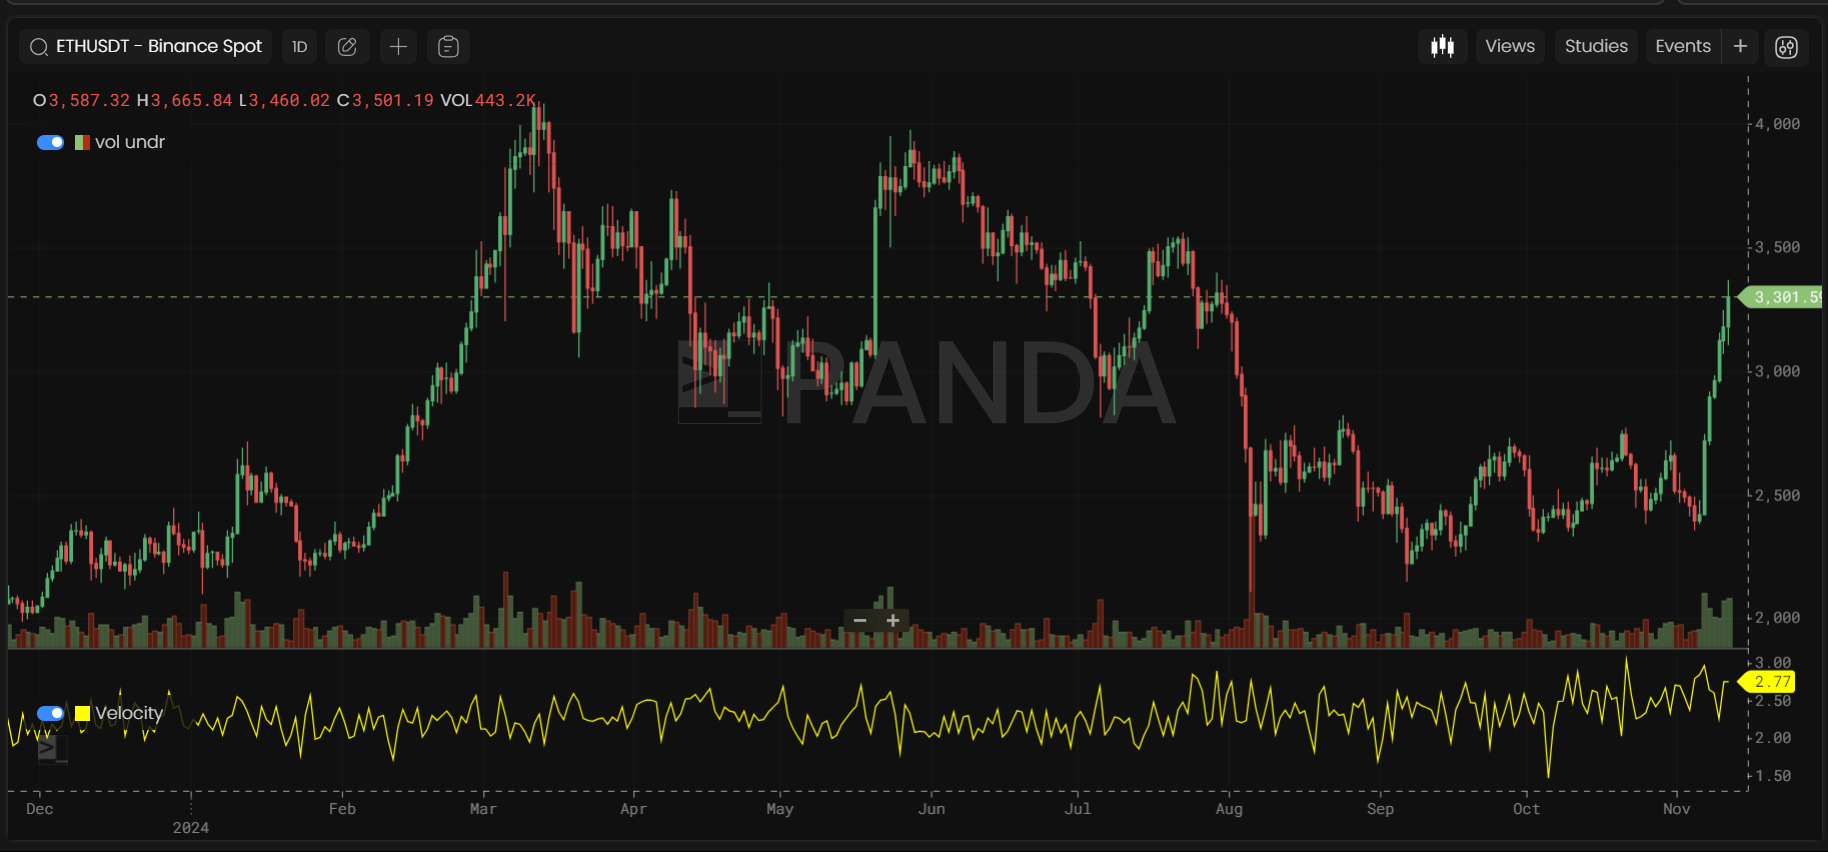 ETHUSDT - Binance Spot 1D Views Studies Events +
O3,587.32 H3,665.84 L3,460.02 C3,501.19 VOL443.2K
vol undr
4,000
3,500
3,301.59
PANDA
3,000
2,500
2,000
3.00
2.77
2.50
Velocity
2.00
1.50
Dec Feb Mar Apr May Jun Jul Aug Sep Oct Nov
2024